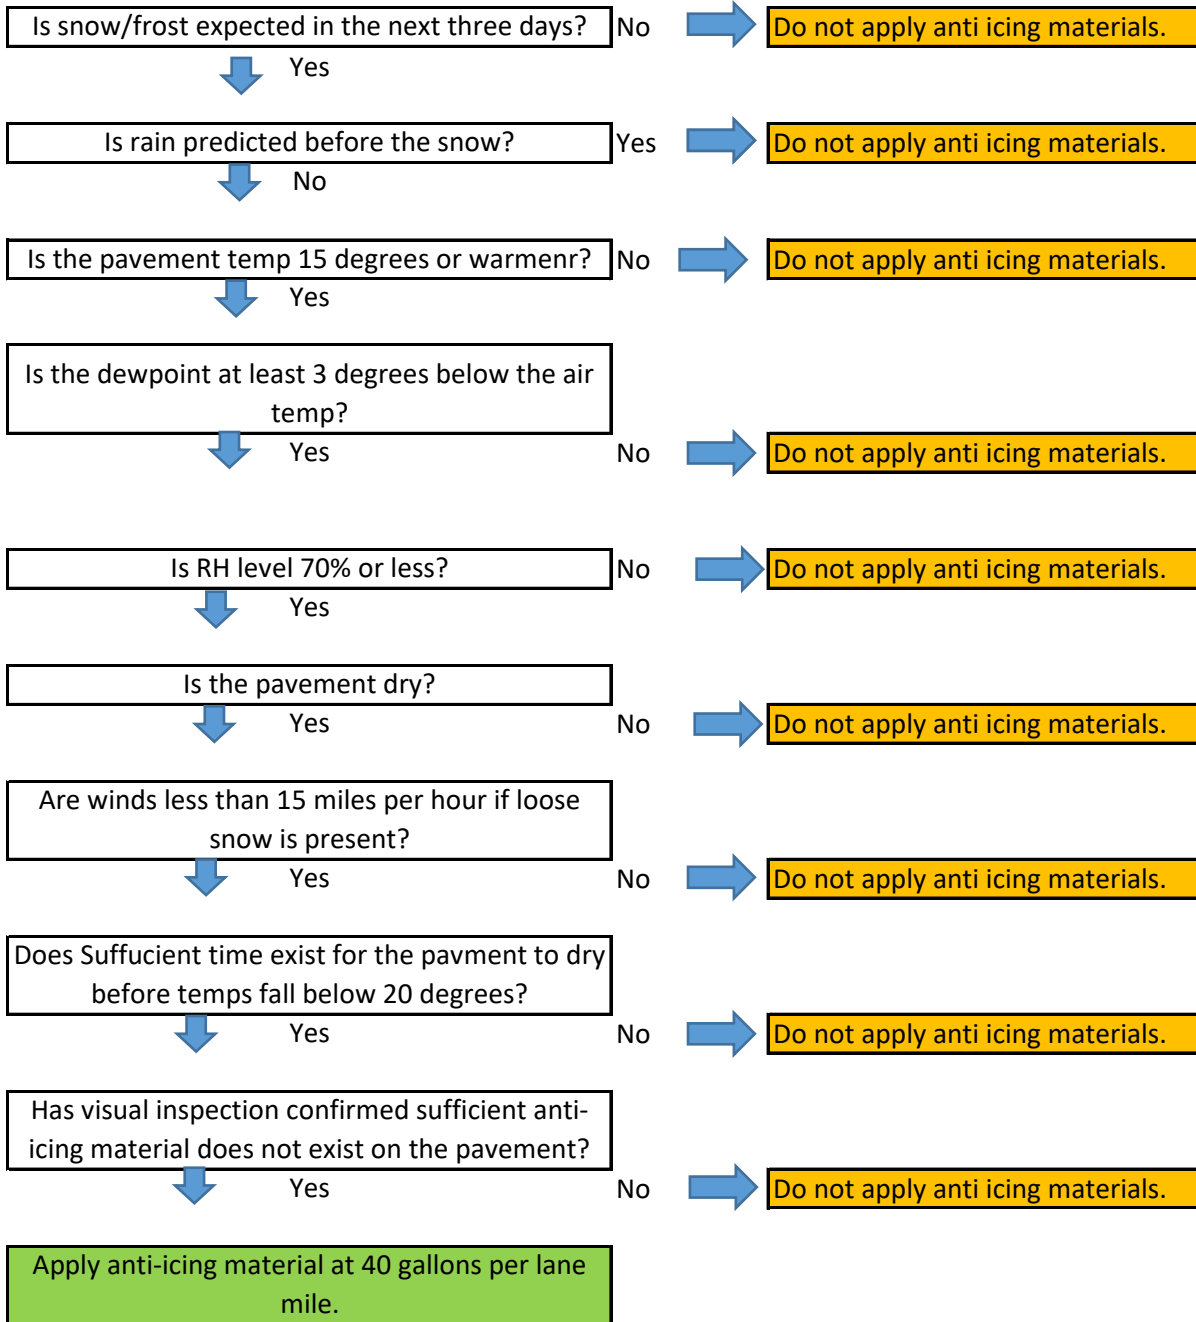 Is snow/frost expected in the next three days?
No
Do not apply anti icing materials.
Yes
Is rain predicted before the snow?
Yes
Do not apply anti icing materials.
No
Is the pavement temp 15 degrees or warmenr?
No
Do not apply anti icing materials.
Yes
Is the dewpoint at least 3 degrees below the air
temp?
Yes
No
Do not apply anti icing materials.
Is RH level 70% or less?
No
Do not apply anti icing materials.
Yes
Is the pavement dry?
Yes
No
Do not apply anti icing materials.
Are winds less than 15 miles per hour if loose
snow is present?
Yes
No
Do not apply anti icing materials.
Does Suffucient time exist for the pavment to dry
before temps fall below 20 degrees?
Yes
No
Do not apply anti icing materials.
Has visual inspection confirmed sufficient anti-
icing material does not exist on the pavement?
Yes
No
Do not apply anti icing materials.
Apply anti-icing material at 40 gallons per lane
mile.